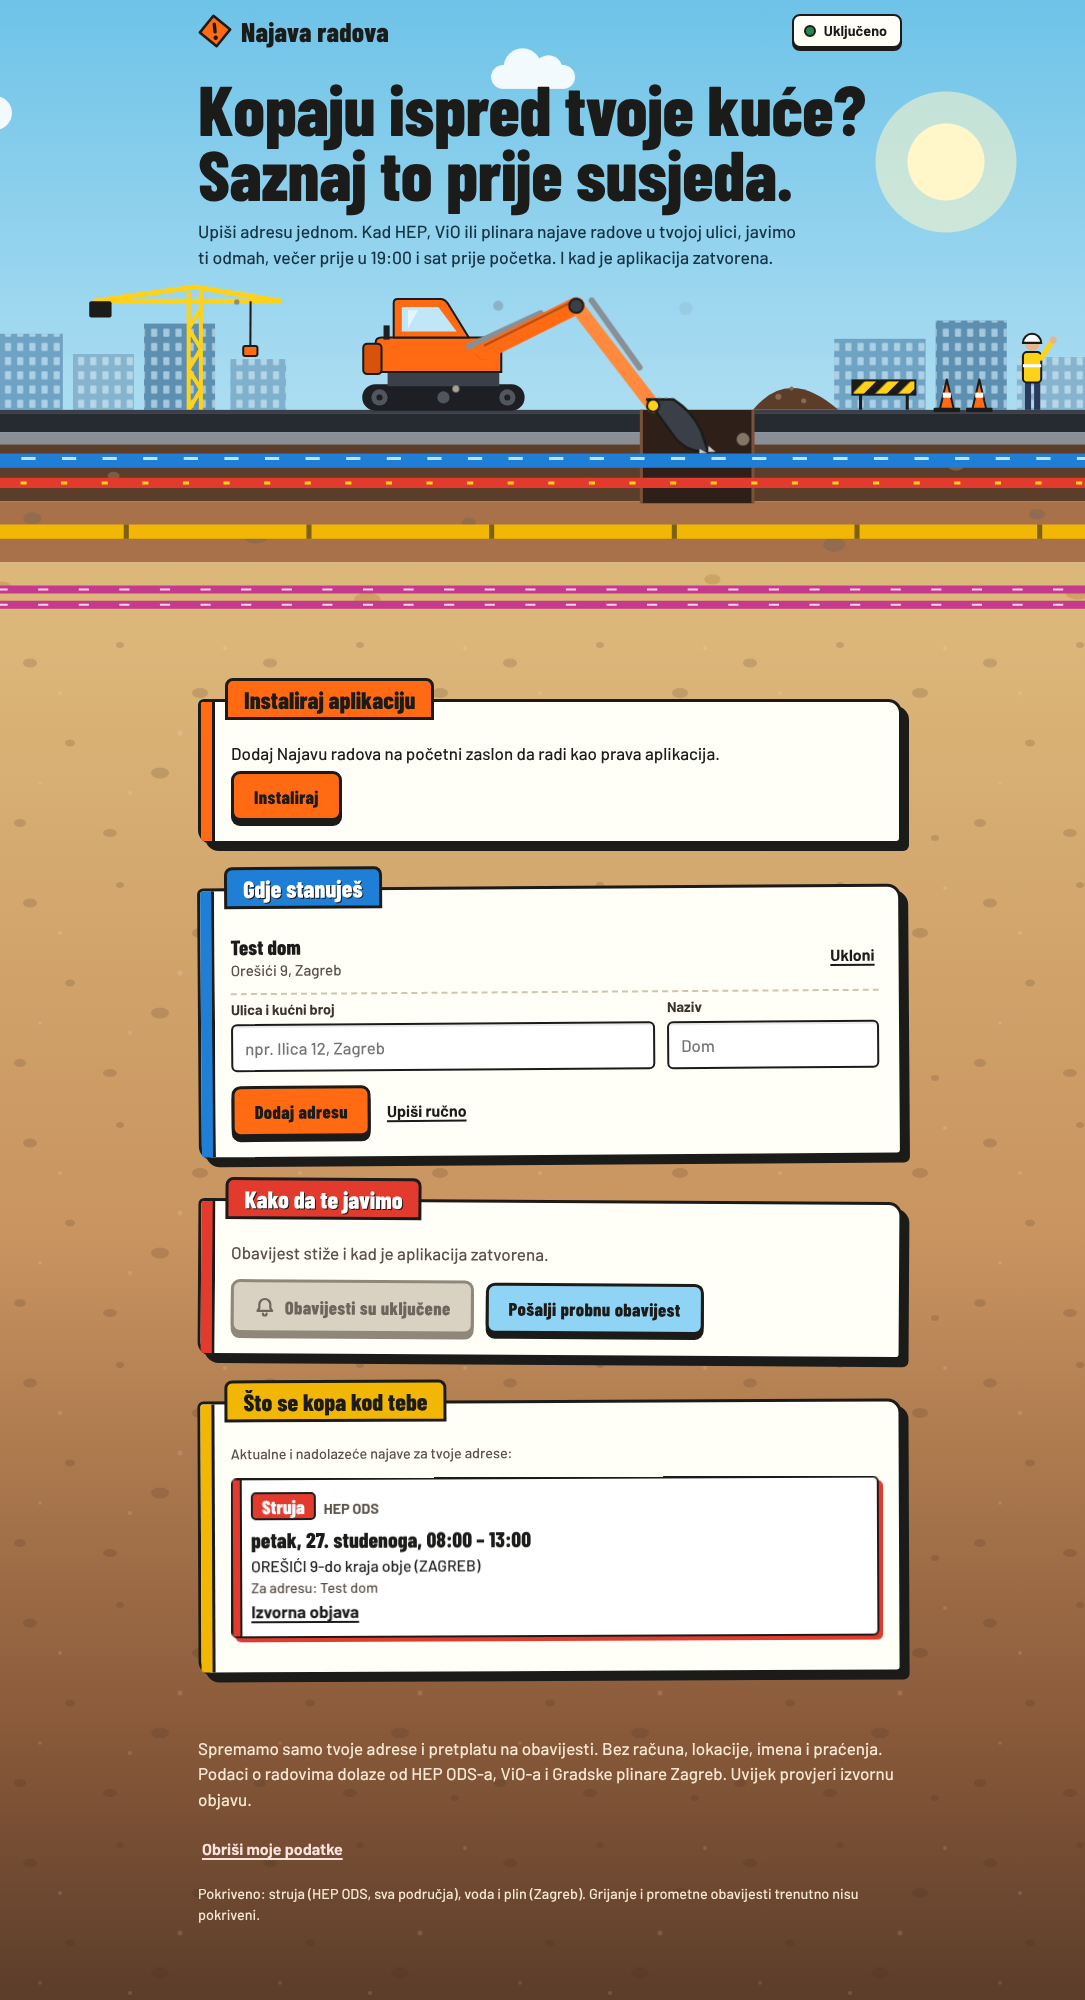 Najava radova
Uključeno
Kopaju ispred tvoje kuće?
Saznaj to prije susjeda.
Upiši adresu jednom. Kad HEP, ViO ili plinara najave radove u tvojoj ulici, javimo
ti odmah, večer prije u 19:00 i sat prije početka. I kad je aplikacija zatvorena.
Instaliraj aplikaciju
Dodaj Najavu radova na početni zaslon da radi kao prava aplikacija.
Instaliraj
Gdje stanuješ
Test dom
Orešići 9, Zagreb
Ukloni
Ulica i kućni broj
Naziv
npr. Ilica 12, Zagreb
Dom
Dodaj adresu
Upiši ručno
Kako da te javimo
Obavijest stiže i kad je aplikacija zatvorena.
Obavijesti su uključene
Pošalji probnu obavijest
Što se kopa kod tebe
Aktualne i nadolazeće najave za tvoje adrese:
Struja
HEP ODS
petak, 27. studenoga, 08:00 – 13:00
OREŠIĆI 9-do kraja obje (ZAGREB)
Za adresu: Test dom
Izvorna objava
Spremamo samo tvoje adrese i pretplatu na obavijesti. Bez računa, lokacije, imena i praćenja.
Podaci o radovima dolaze od HEP ODS-a, ViO-a i Gradske plinare Zagreb. Uvijek provjeri izvornu
objavu.
Obriši moje podatke
Pokriveno: struja (HEP ODS, sva područja), voda i plin (Zagreb). Grijanje i prometne obavijesti trenutno nisu
pokriveni.